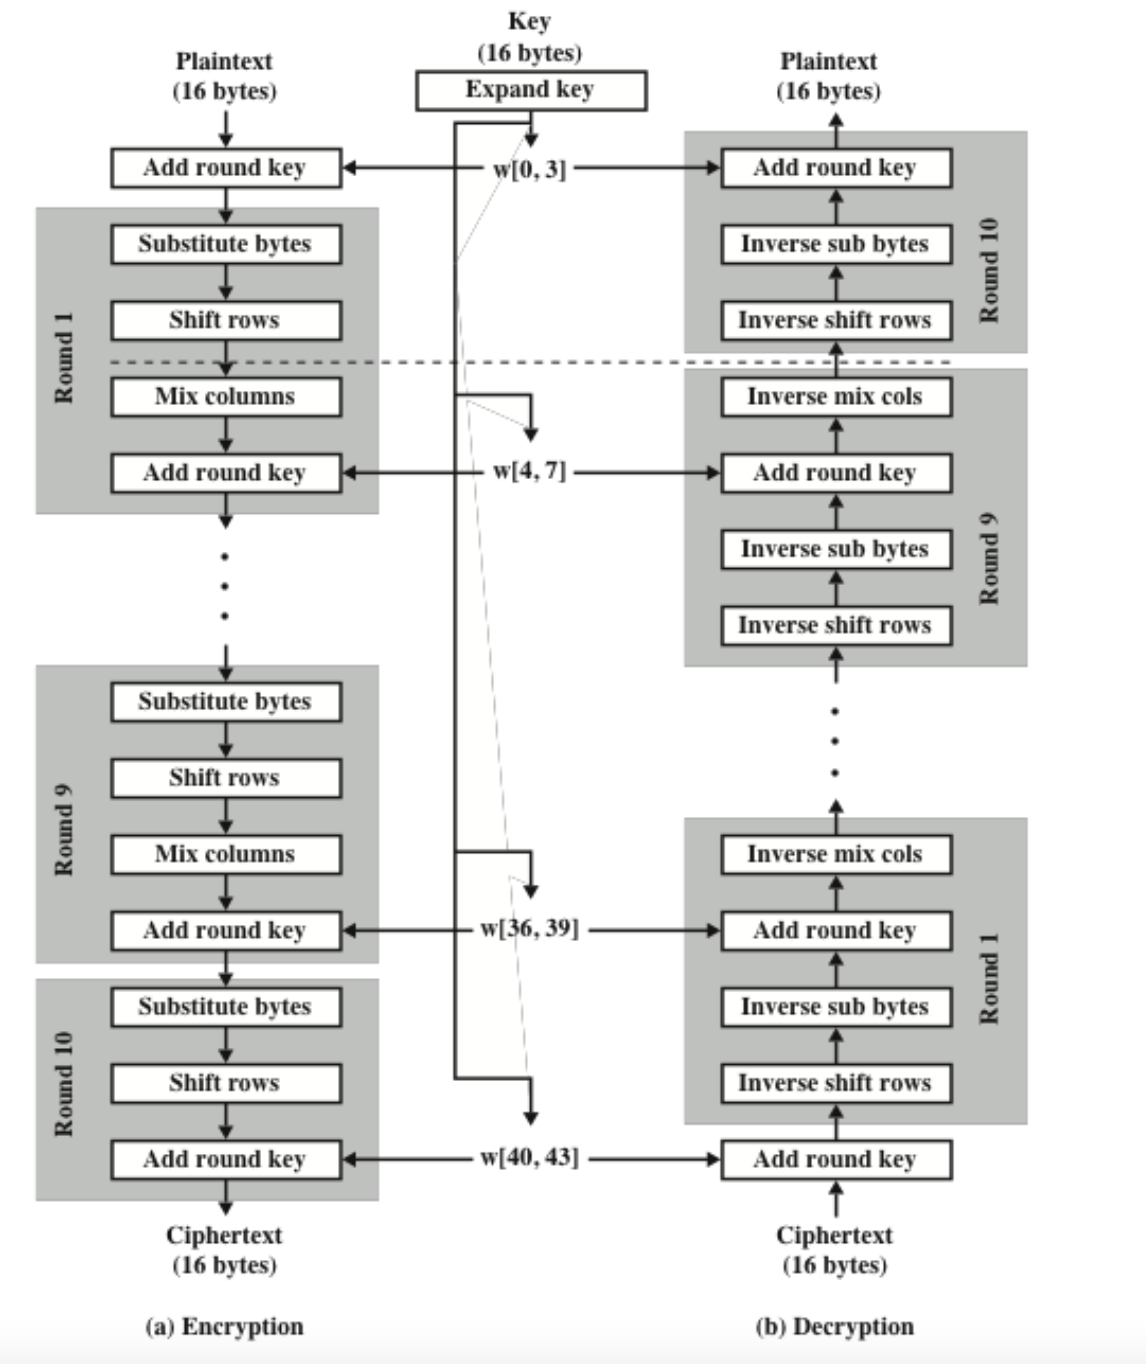 Key
(16 bytes)
Expand key
Plaintext
(16 bytes)
Add round key
Round 1
Substitute bytes
Shift rows
Mix columns
Add round key
Round 9
Substitute bytes
Shift rows
Mix columns
Add round key
Round 10
Substitute bytes
Shift rows
Add round key
Ciphertext
(16 bytes)
(a) Encryption
w[0, 3]
w[4, 7]
w[36, 39]
w[40, 43]
Plaintext
(16 bytes)
Add round key
Inverse sub bytes
Inverse shift rows
Round 10
Inverse mix cols
Add round key
Inverse sub bytes
Inverse shift rows
Round 9
Inverse mix cols
Add round key
Inverse sub bytes
Inverse shift rows
Round 1
Add round key
Ciphertext
(16 bytes)
(b) Decryption